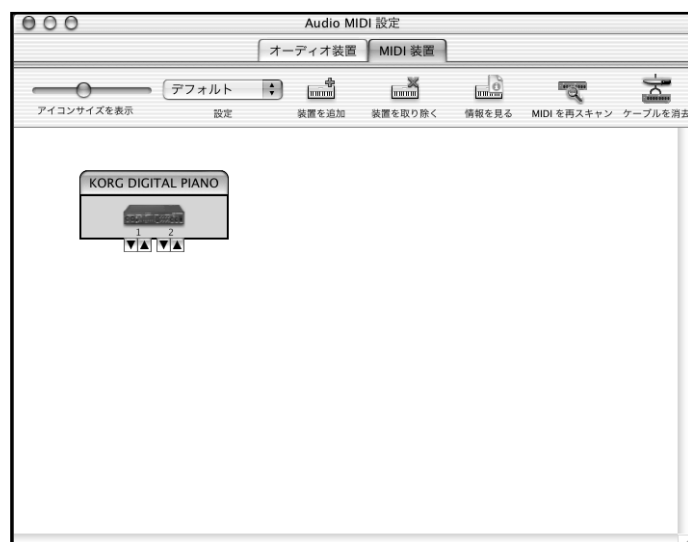 Audio MIDI 設定
オーディオ装置 MIDI 装置
デフォルト
アイコンサイズを表示 設定 装置を追加 装置を取り除く 情報を見る MIDI を再スキャン ケーブルを消去
KORG DIGITAL PIANO
1 2